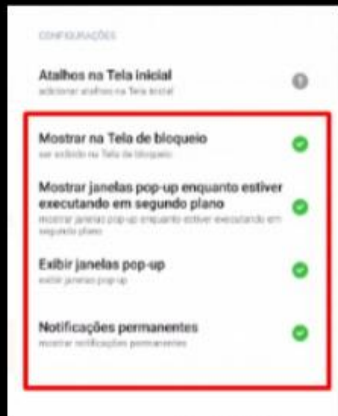 CONFIGURAÇÕES
Atalhos na Tela inicial
adicionar atalhos na Tela inicial
Mostrar na Tela de bloqueio
ser exibido na Tela de bloqueio
Mostrar janelas pop-up enquanto estiver
executando em segundo plano
mostrar janelas pop-up enquanto estiver executando em
segundo plano
Exibir janelas pop-up
exibir janelas pop-up
Notificações permanentes
mostrar notificações permanentes